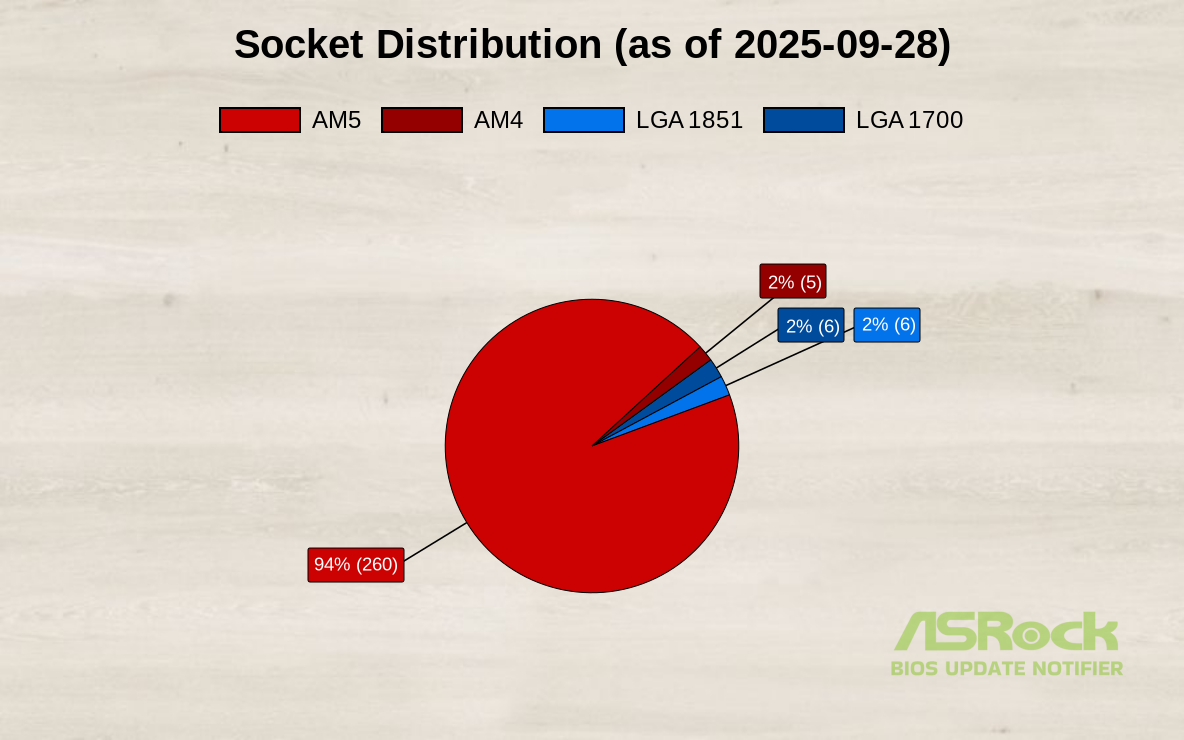 Socket Distribution (as of 2025-09-28)
AM5 AM4 LGA 1851 LGA 1700
2% (5)
2% (6) 2% (6)
94% (260)
ASRock
BIOS UPDATE NOTIFIER